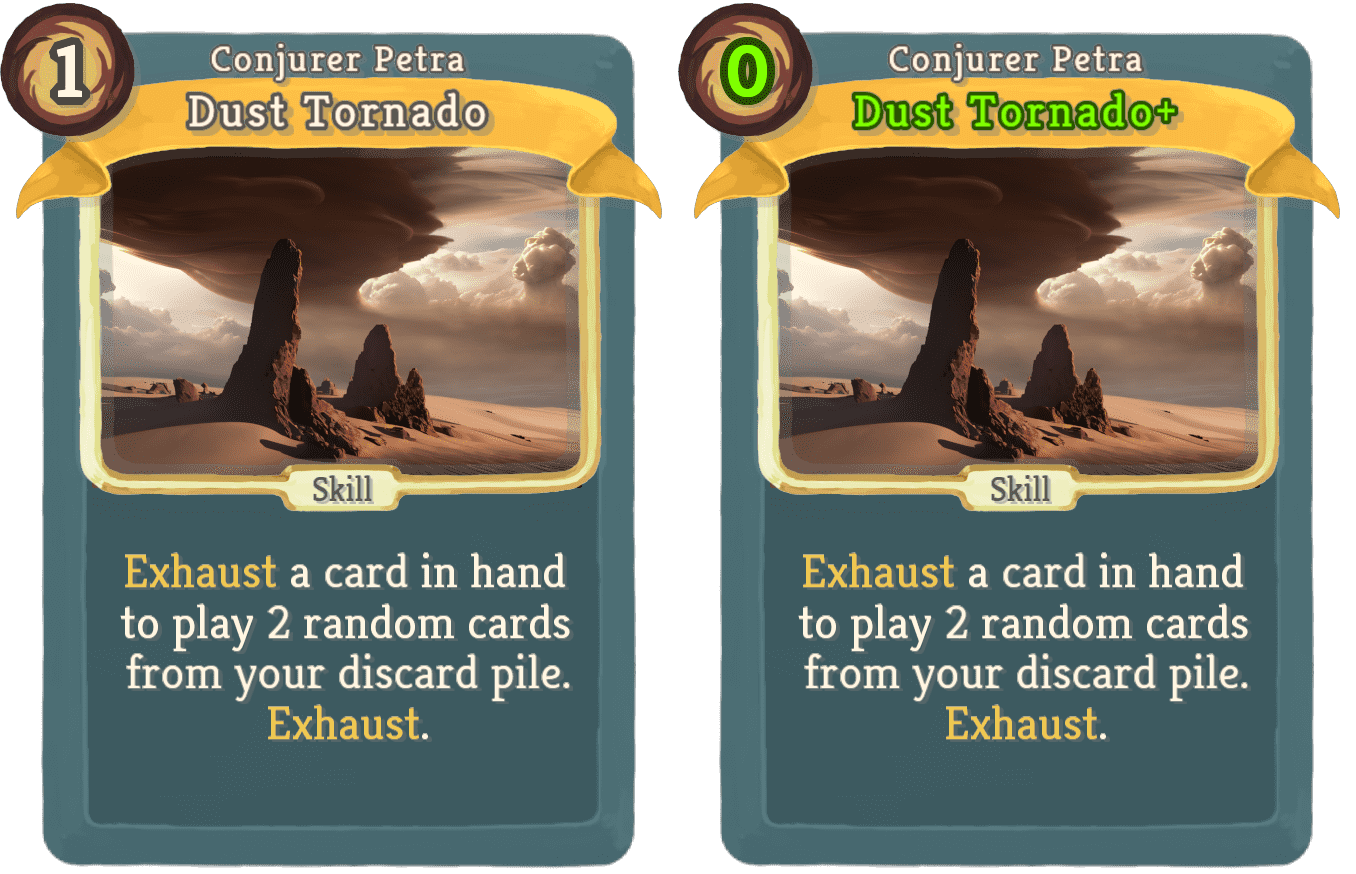 1
Conjurer Petra
Dust Tornado
Skill
Exhaust a card in hand
to play 2 random cards
from your discard pile.
Exhaust.
0
Conjurer Petra
Dust Tornado+
Skill
Exhaust a card in hand
to play 2 random cards
from your discard pile.
Exhaust.